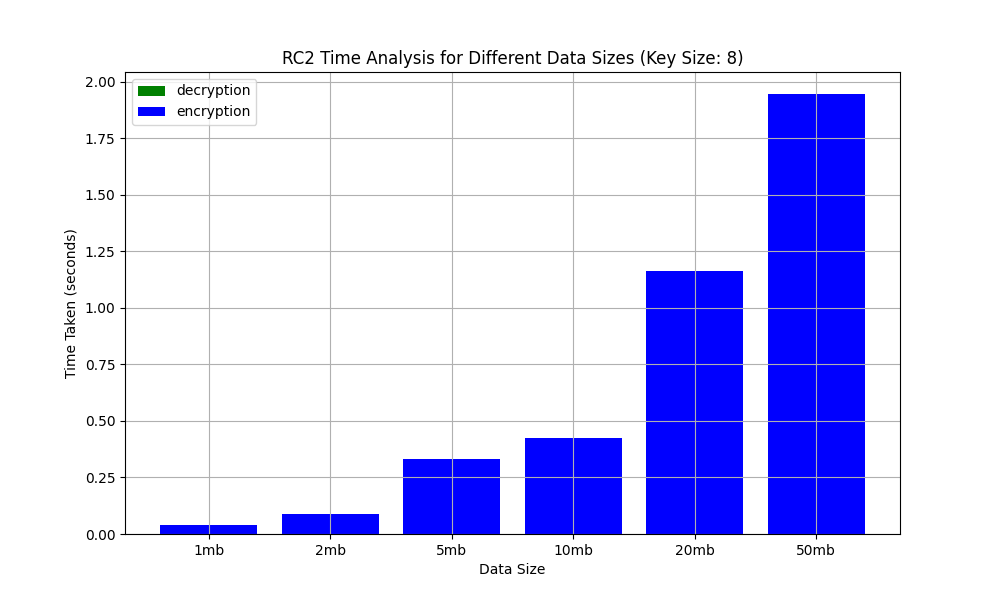 RC2 Time Analysis for Different Data Sizes (Key Size: 8)
decryption
encryption
2.00
1.75
1.50
1.25
1.00
0.75
0.50
0.25
0.00
Time Taken (seconds)
1mb 2mb 5mb 10mb 20mb 50mb
Data Size